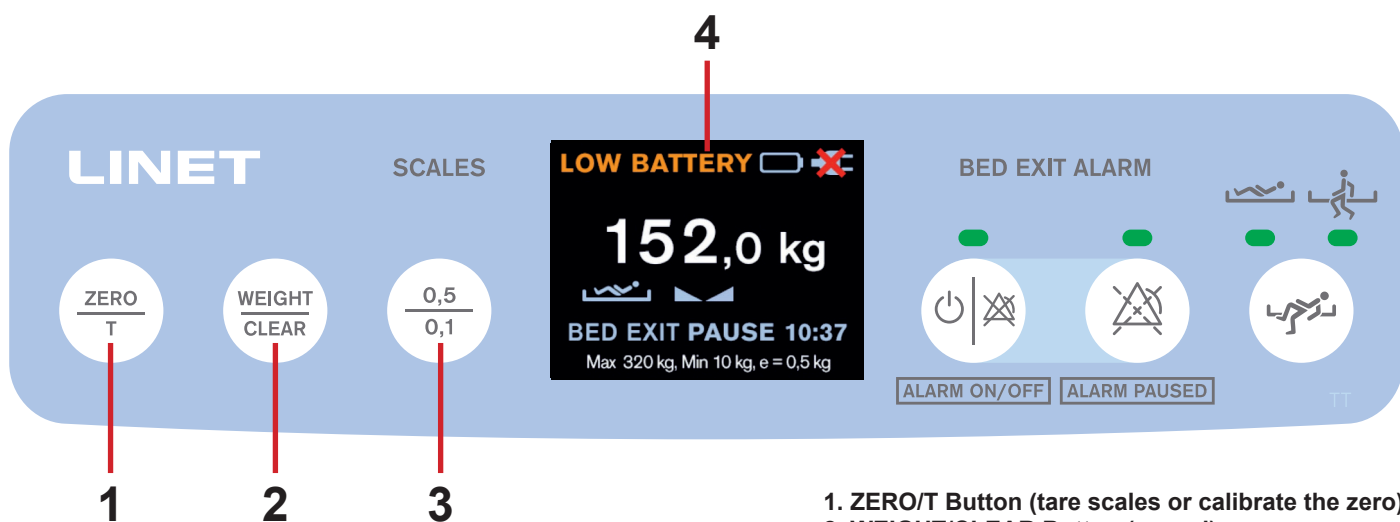 4
LINET
SCALES
LOW BATTERY
152,0 kg
BED EXIT PAUSE 10:37
Max 320 kg, Min 10 kg, e = 0,5 kg
BED EXIT ALARM
ZERO
T
WEIGHT
CLEAR
0,5
0,1
ALARM ON/OFF
ALARM PAUSED
TT
1
2
3
1. ZERO/T Button (tare scales or calibrate the zero)